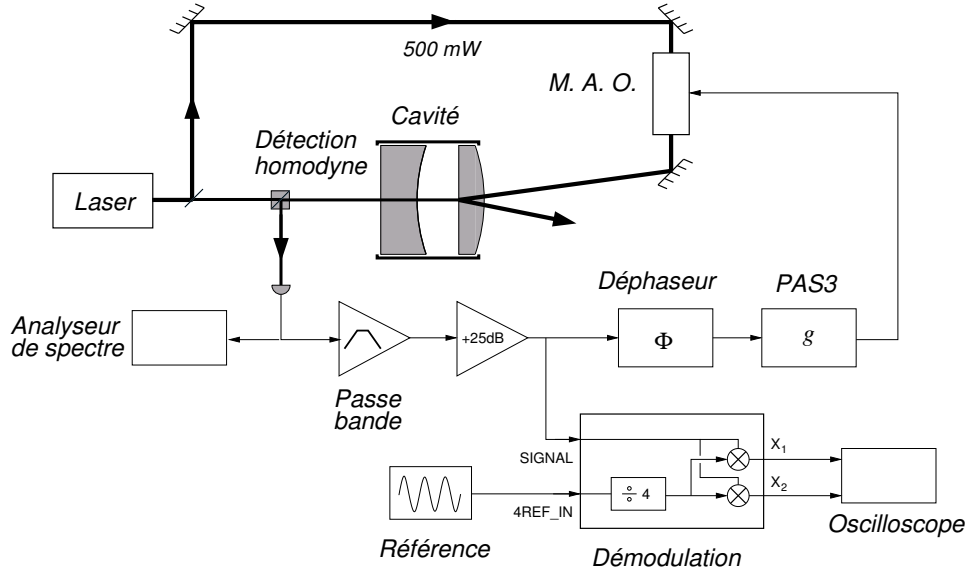 500 mW
M. A. O.
Cavité
Détection
homodyne
Laser
Déphaseur
PAS3
Analyseur
de spectre
+25dB
Φ
g
Passe
bande
SIGNAL
X1
÷ 4
X2
4REF_IN
Oscilloscope
Référence
Démodulation